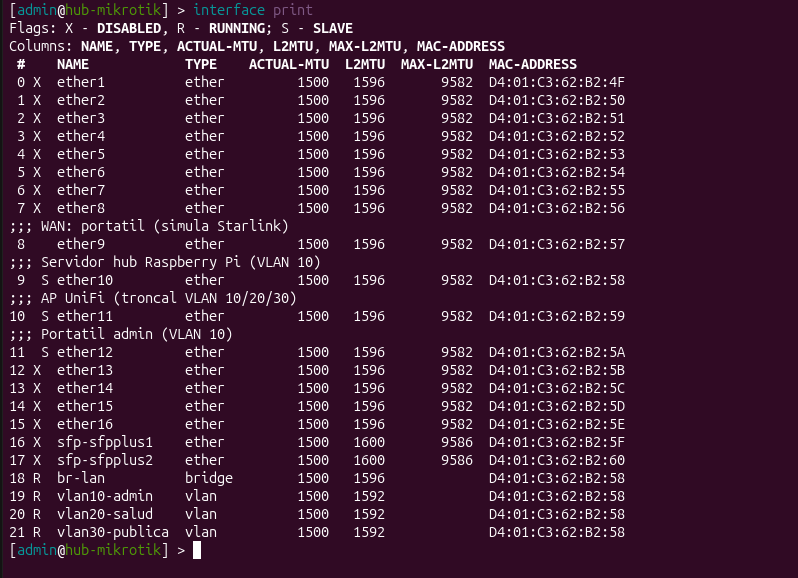 [admin@hub-mikrotik] > interface print
Flags: X - DISABLED, R - RUNNING; S - SLAVE
Columns: NAME, TYPE, ACTUAL-MTU, L2MTU, MAX-L2MTU, MAC-ADDRESS
 #    NAME            TYPE    ACTUAL-MTU  L2MTU  MAX-L2MTU  MAC-ADDRESS
 0 X  ether1          ether         1500   1596       9582  D4:01:C3:62:B2:4F
 1 X  ether2          ether         1500   1596       9582  D4:01:C3:62:B2:50
 2 X  ether3          ether         1500   1596       9582  D4:01:C3:62:B2:51
 3 X  ether4          ether         1500   1596       9582  D4:01:C3:62:B2:52
 4 X  ether5          ether         1500   1596       9582  D4:01:C3:62:B2:53
 5 X  ether6          ether         1500   1596       9582  D4:01:C3:62:B2:54
 6 X  ether7          ether         1500   1596       9582  D4:01:C3:62:B2:55
 7 X  ether8          ether         1500   1596       9582  D4:01:C3:62:B2:56
;;; WAN: portatil (simula Starlink)
 8    ether9          ether         1500   1596       9582  D4:01:C3:62:B2:57
;;; Servidor hub Raspberry Pi (VLAN 10)
 9  S ether10         ether         1500   1596       9582  D4:01:C3:62:B2:58
;;; AP UniFi (troncal VLAN 10/20/30)
10  S ether11         ether         1500   1596       9582  D4:01:C3:62:B2:59
;;; Portatil admin (VLAN 10)
11  S ether12         ether         1500   1596       9582  D4:01:C3:62:B2:5A
12 X  ether13         ether         1500   1596       9582  D4:01:C3:62:B2:5B
13 X  ether14         ether         1500   1596       9582  D4:01:C3:62:B2:5C
14 X  ether15         ether         1500   1596       9582  D4:01:C3:62:B2:5D
15 X  ether16         ether         1500   1596       9582  D4:01:C3:62:B2:5E
16 X  sfp-sfpplus1    ether         1500   1600       9586  D4:01:C3:62:B2:5F
17 X  sfp-sfpplus2    ether         1500   1600       9586  D4:01:C3:62:B2:60
18 R  br-lan          bridge        1500   1596             D4:01:C3:62:B2:58
19 R  vlan10-admin    vlan          1500   1592             D4:01:C3:62:B2:58
20 R  vlan20-salud    vlan          1500   1592             D4:01:C3:62:B2:58
21 R  vlan30-publica  vlan          1500   1592             D4:01:C3:62:B2:58
[admin@hub-mikrotik] >